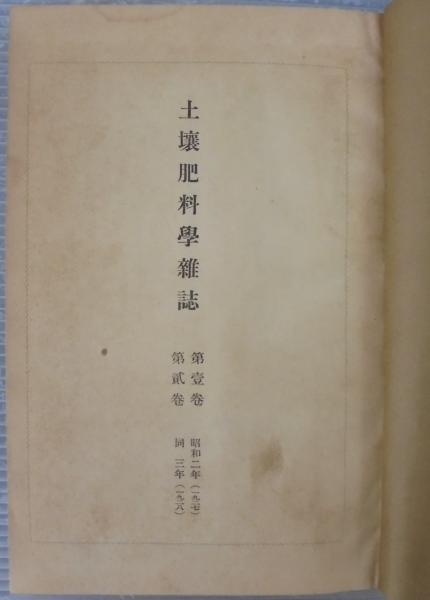 土壤肥料學雜誌
第壹卷 昭和二年(一九二七)
第貳卷 同 三年(一九二八)